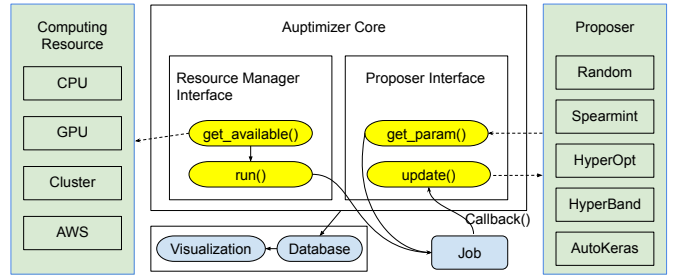 Computing
Resource
CPU
GPU
Cluster
AWS
Auptimizer Core
Resource Manager
Interface
get_available()
run()
Proposer Interface
get_param()
update()
Callback()
Visualization
Database
Job
Proposer
Random
Spearmint
HyperOpt
HyperBand
AutoKeras